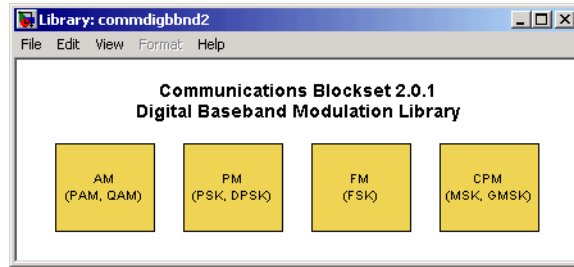 Library: commdigbbnd2
File Edit View Format Help
Communications Blockset 2.0.1
Digital Baseband Modulation Library
AM
(PAM, QAM)
PM
(PSK, DPSK)
FM
(FSK)
CPM
(MSK, GMSK)